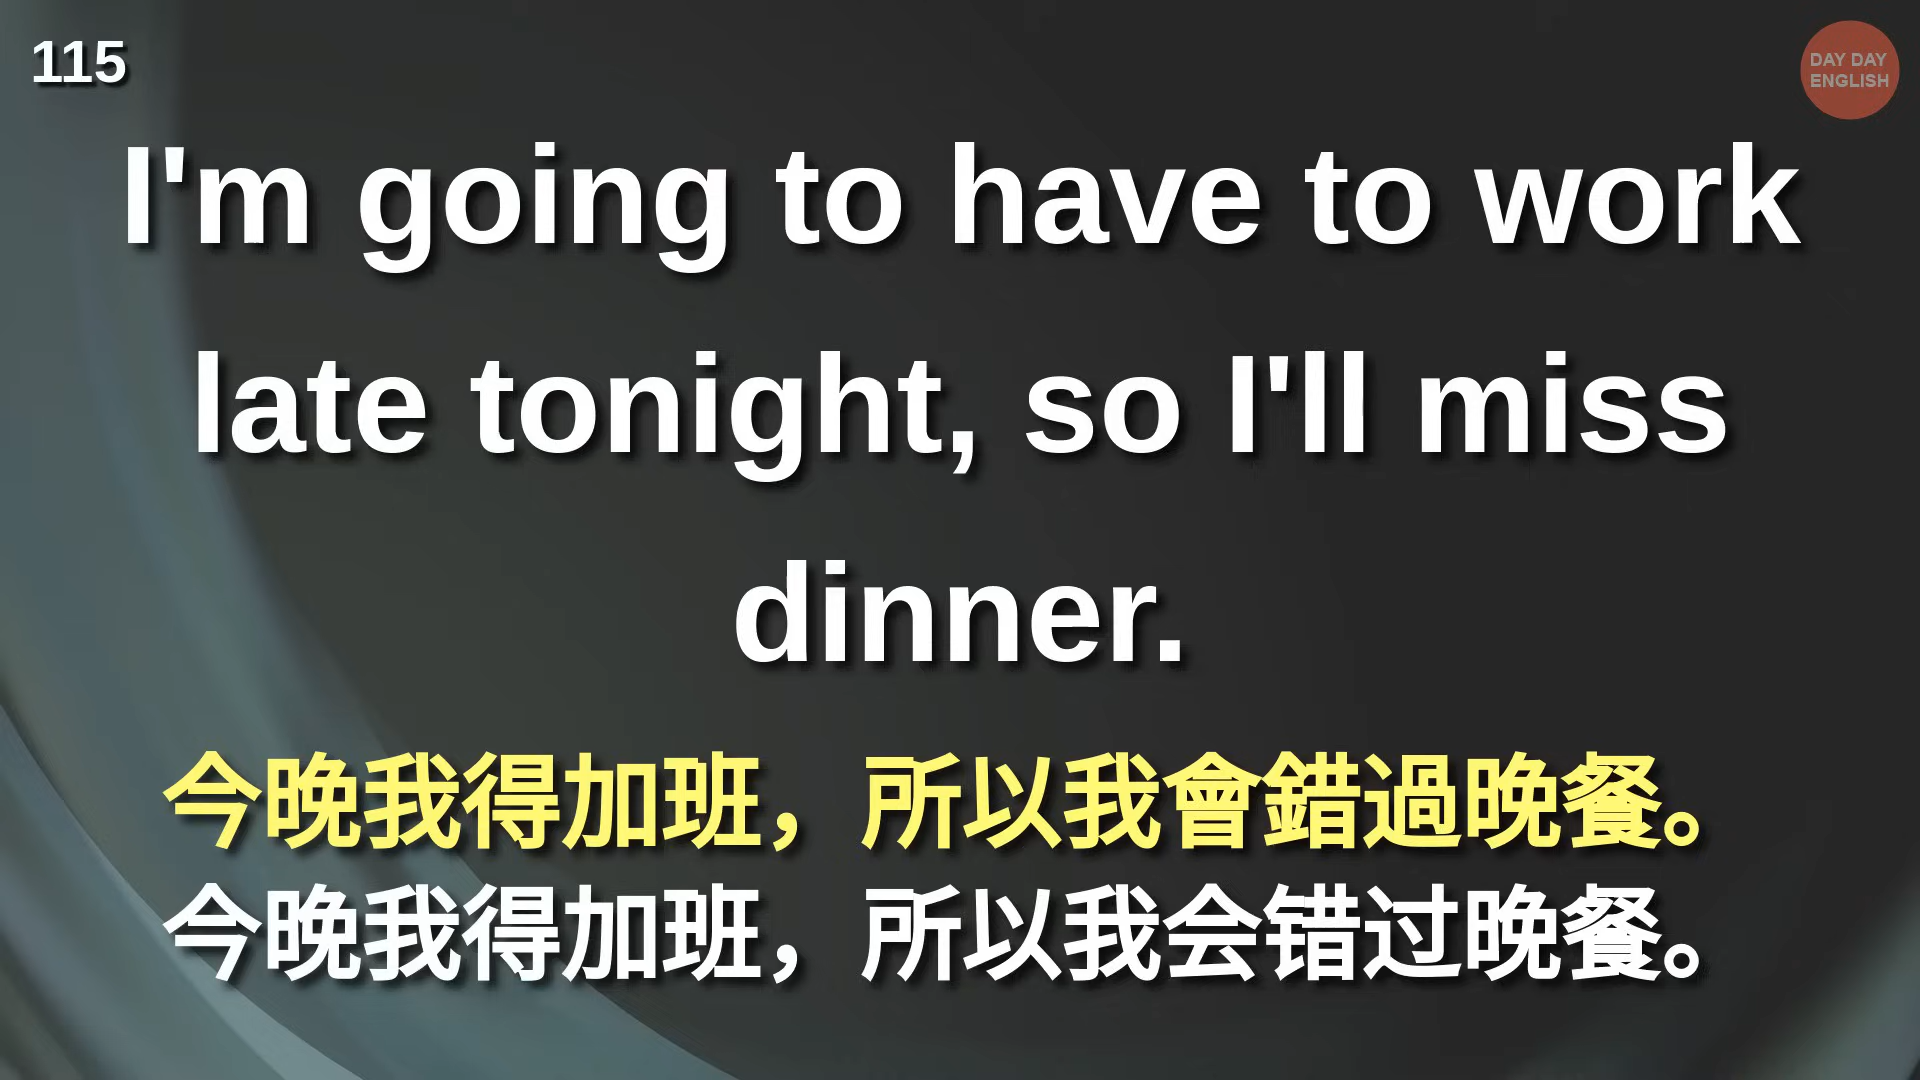 115
DAY DAY
ENGLISH
I'm going to have to work
late tonight, so I'll miss
dinner.
今晚我得加班，所以我會錯過晚餐。
今晚我得加班，所以我会错过晚餐。